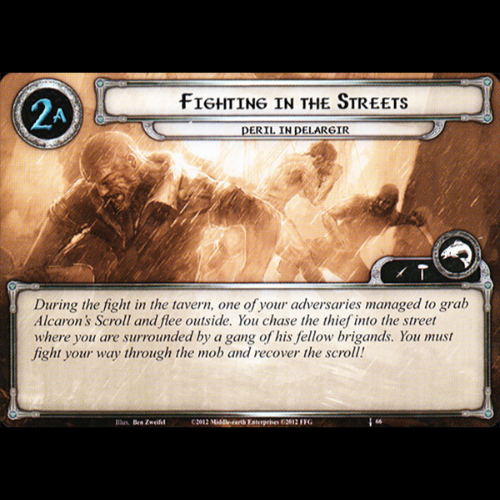 2A
FIGHTING IN THE STREETS
PERIL IN PELARGIR
During the fight in the tavern, one of your adversaries managed to grab
Alcaron's Scroll and flee outside. You chase the thief into the street
where you are surrounded by a gang of his fellow brigands. You must
fight your way through the mob and recover the scroll!
Illus. Ben Zweifel ©2012 Middle-earth Enterprises ©2012 FFG 66